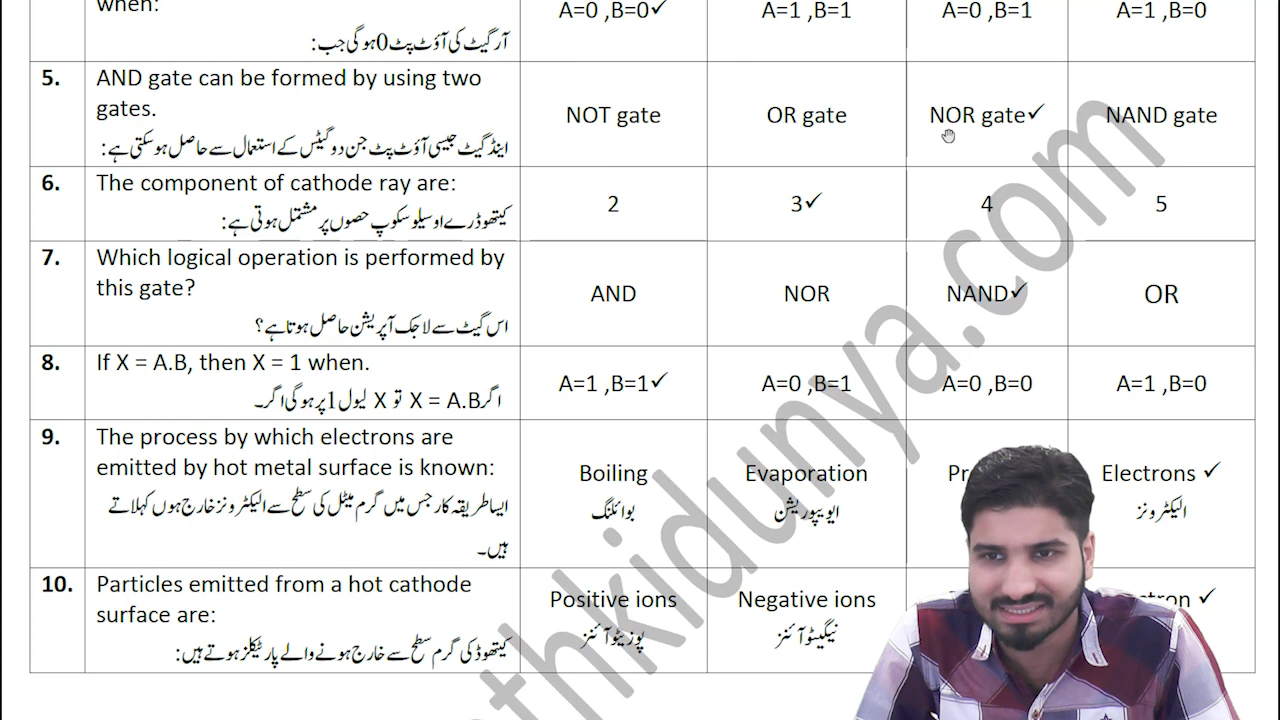 when:
A=0 ,B=0✓
A=1 ,B=1
A=0 ,B=1
A=1 ,B=0
آر گیٹ کی آؤٹ پٹ 0 ہو گی جب:
5.
AND gate can be formed by using two
gates.
اینڈ گیٹ جیسی آؤٹ پٹ جن دو گیٹس کے استعمال سے حاصل ہو سکتی ہے:
NOT gate
OR gate
NOR gate✓
NAND gate
6.
The component of cathode ray are:
کیتھوڈ رے اوسیلوسکوپ حصوں پر مشتمل ہوتی ہے:
2
3✓
4
5
7.
Which logical operation is performed by
this gate?
اس گیٹ سے لاجک آپریشن حاصل ہوتا ہے؟
AND
NOR
NAND✓
OR
8.
If X = A.B, then X = 1 when.
اگر X = A.B تو X لیول 1 پر ہو گی اگر۔
A=1 ,B=1✓
A=0 ,B=1
A=0 ,B=0
A=1 ,B=0
9.
The process by which electrons are
emitted by hot metal surface is known:
ایسا طریقہ کار جس میں گرم میٹل کی سطح سے الیکٹرونز خارج ہوں کہلاتے
ہیں۔
Boiling
بوائلنگ
Evaporation
ایوپوریشن
Electrons ✓
الیکٹرونز
10.
Particles emitted from a hot cathode
surface are:
کیتھوڈ کی گرم سطح سے خارج ہونے والے پارٹیکلز ہوتے ہیں:
Positive ions
پوزیٹو آئنز
Negative ions
نیگیٹو آئنز
✓
thkidunya.com